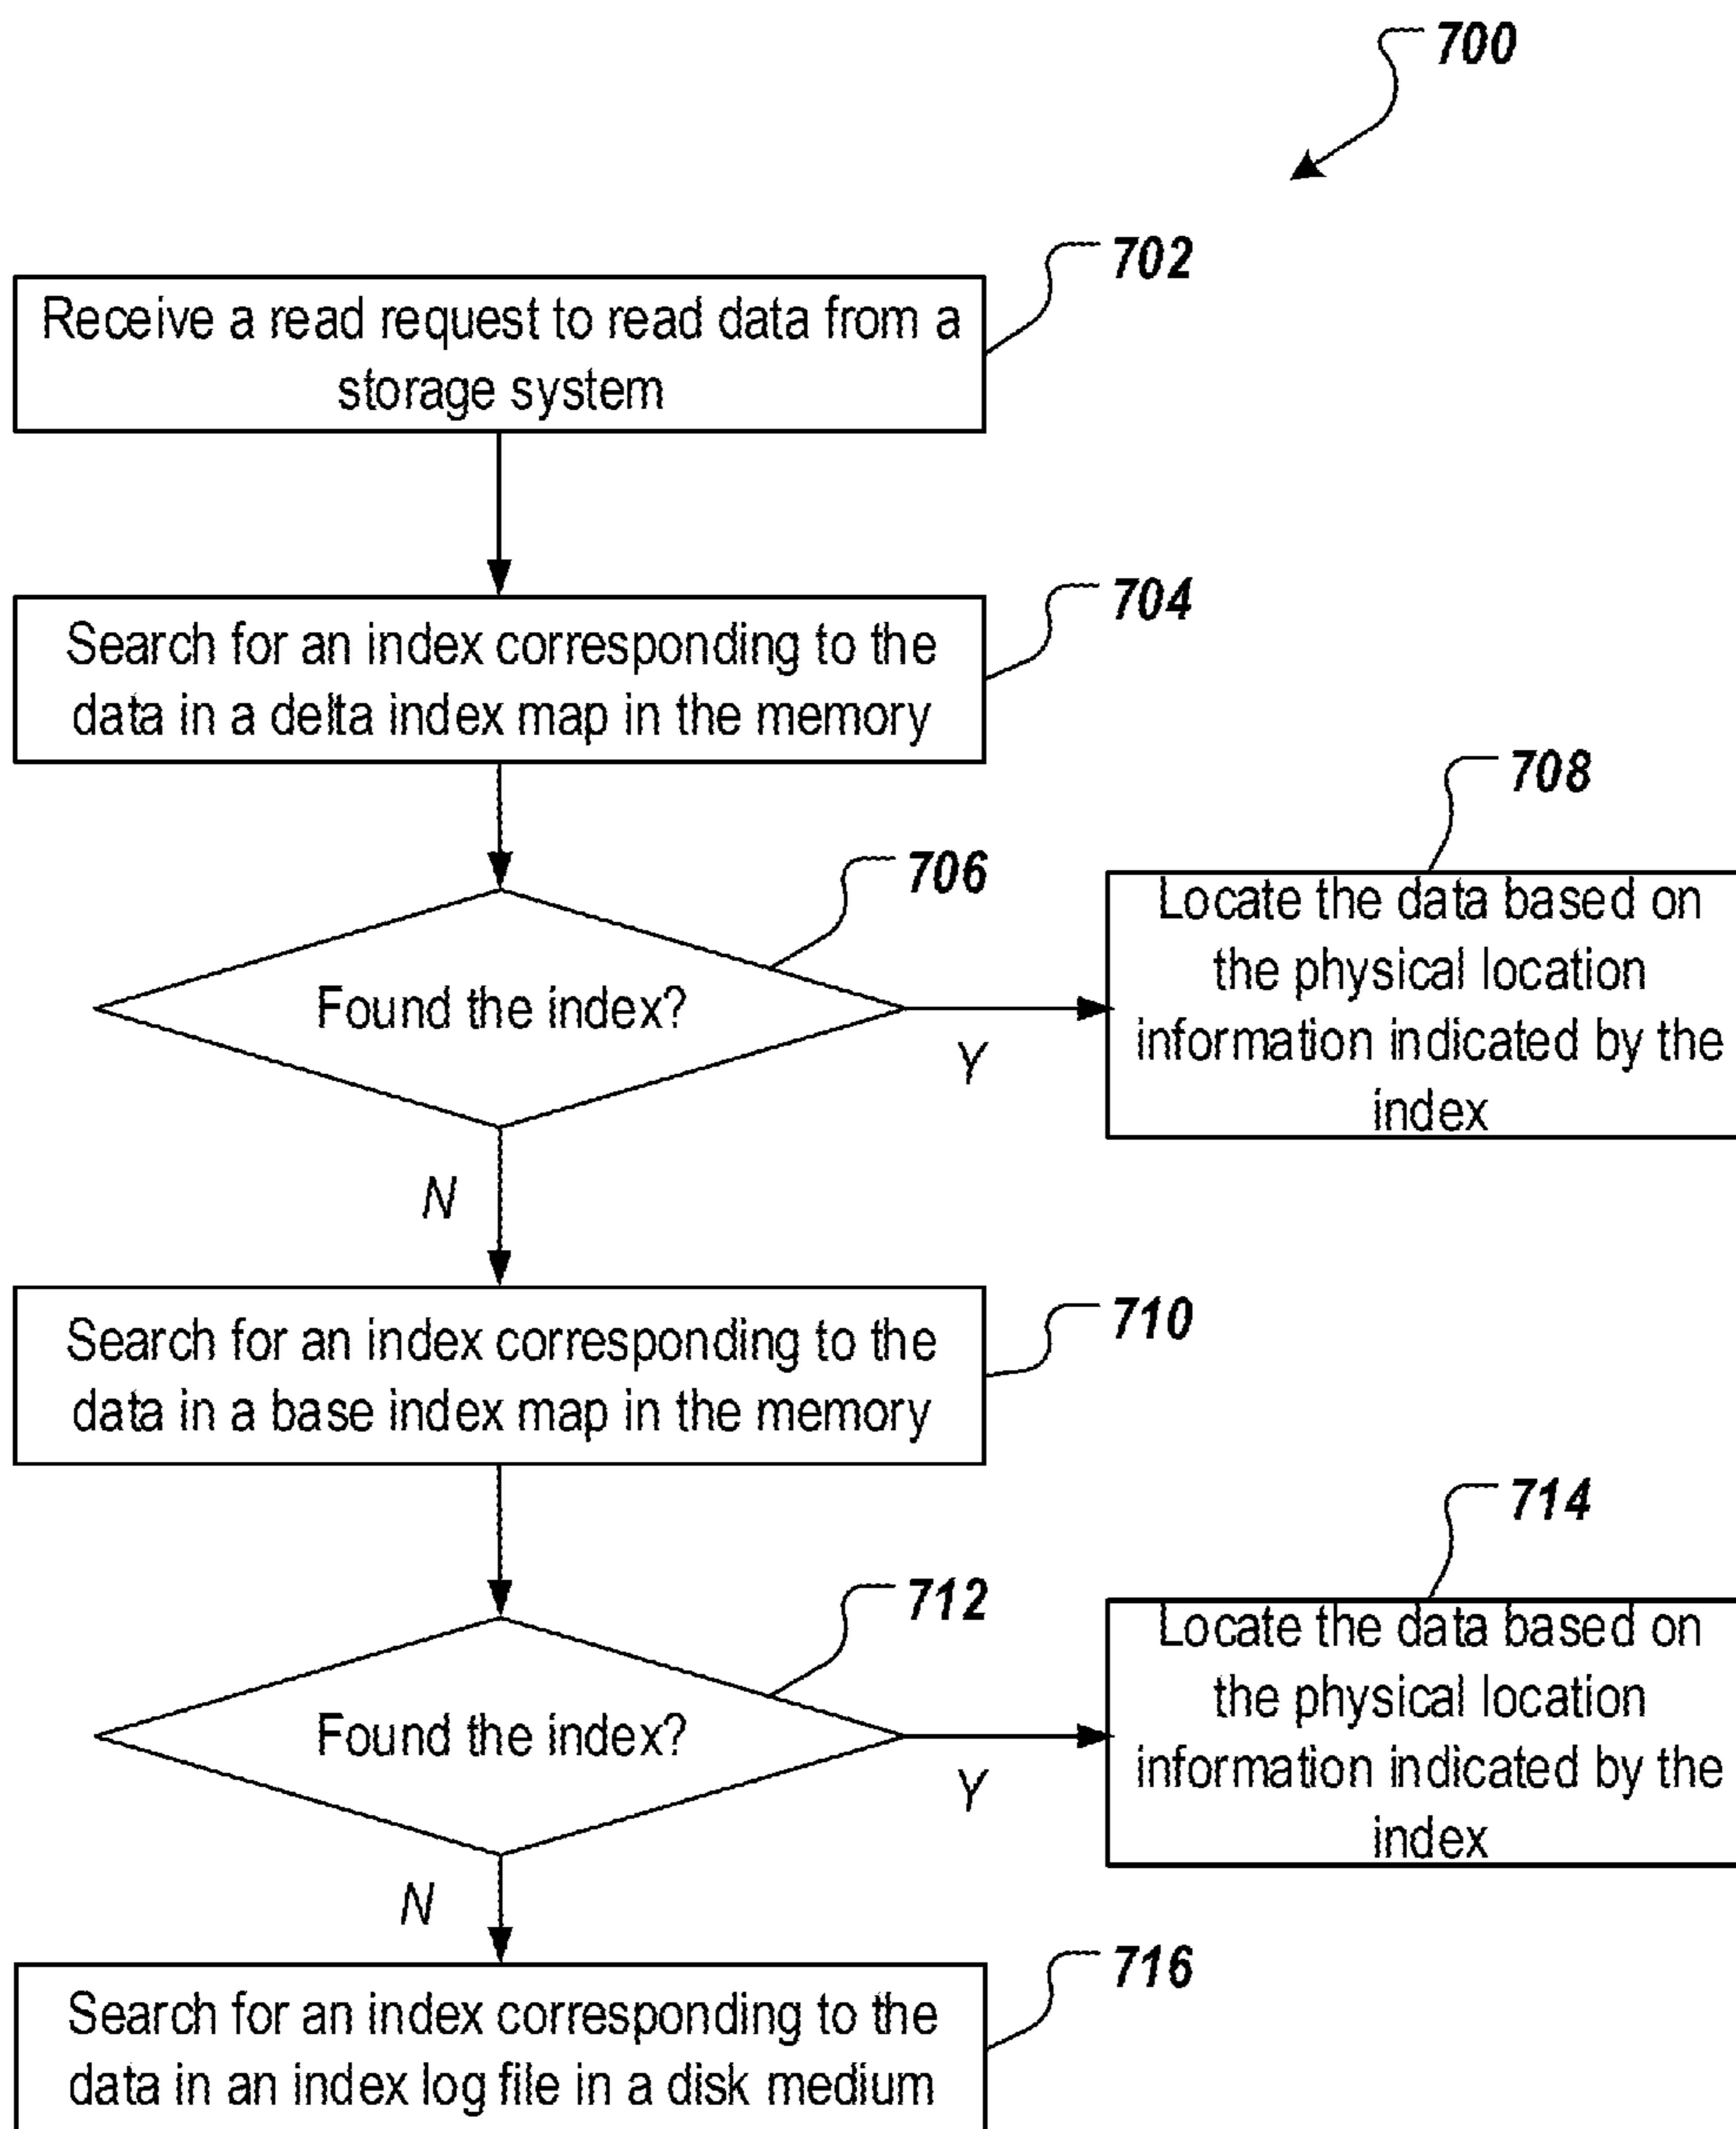 700
702
Receive a read request to read data from a
storage system
704
Search for an index corresponding to the
data in a delta index map in the memory
708
706
Locate the data based on
the physical location
information indicated by the
index
Found the index?
Y
N
710
Search for an index corresponding to the
data in a base index map in the memory
714
712
Locate the data based on
the physical location
information indicated by the
index
Found the index?
Y
N
716
Search for an index corresponding to the
data in an index log file in a disk medium